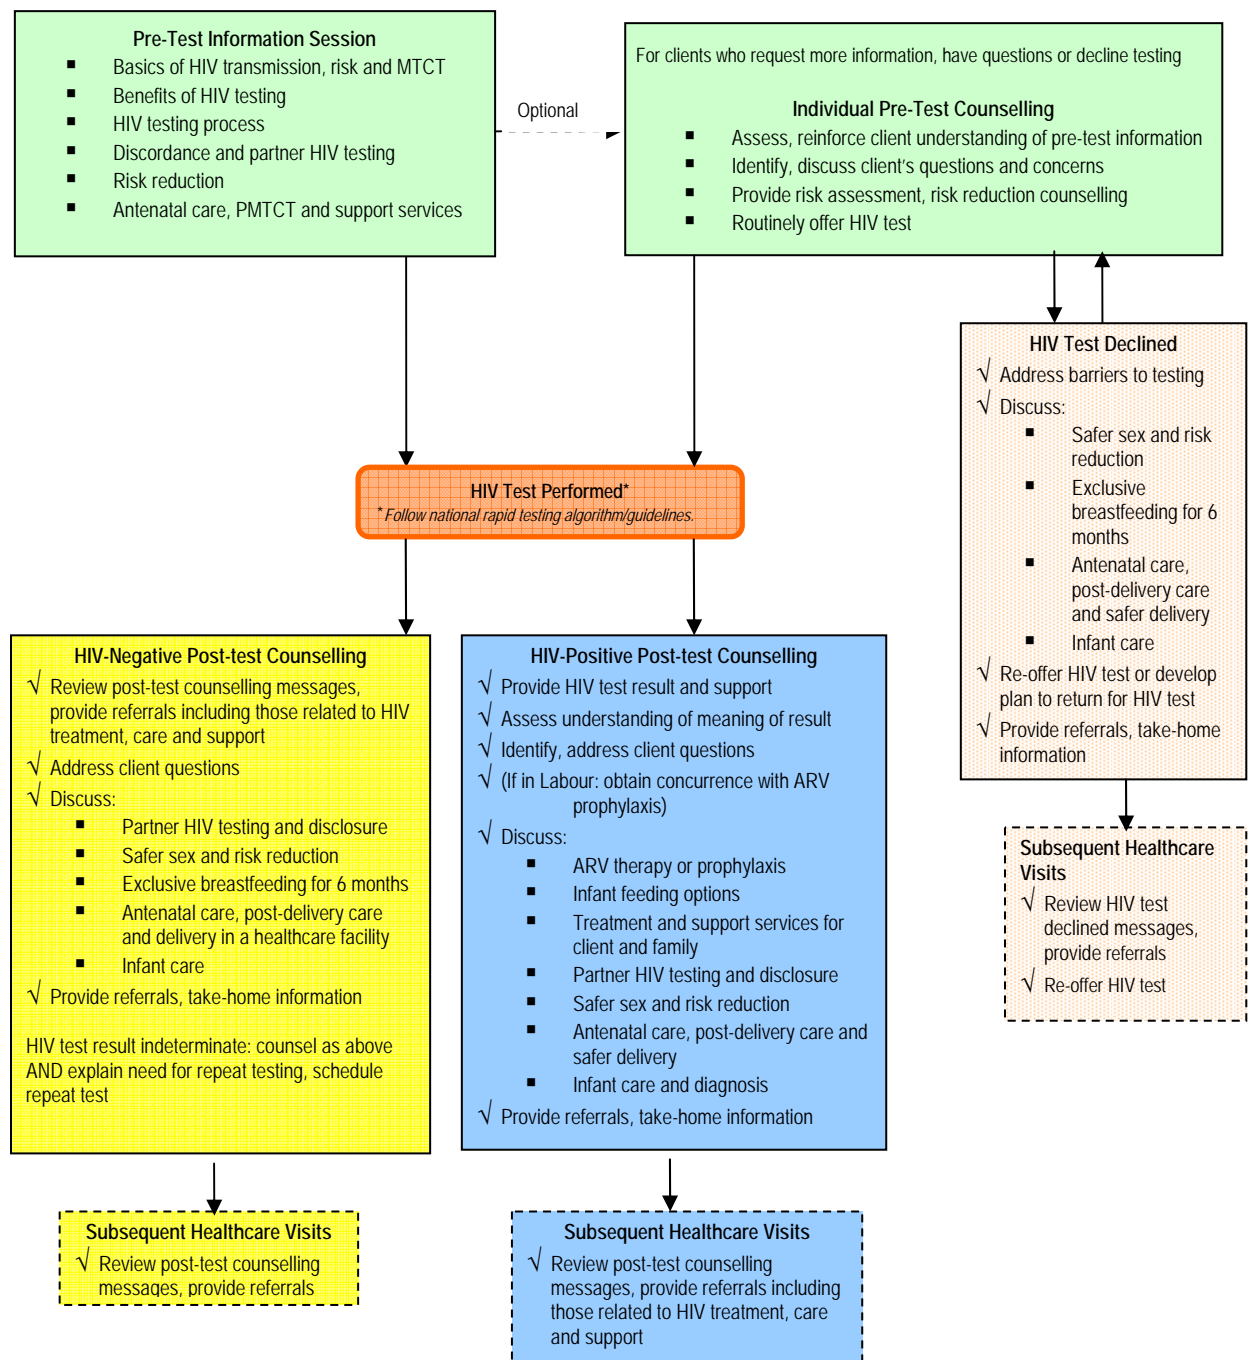 Pre-Test Information Session
▪ Basics of HIV transmission, risk and MTCT
▪ Benefits of HIV testing
▪ HIV testing process
▪ Discordance and partner HIV testing
▪ Risk reduction
▪ Antenatal care, PMTCT and support services
Optional
For clients who request more information, have questions or decline testing
Individual Pre-Test Counselling
▪ Assess, reinforce client understanding of pre-test information
▪ Identify, discuss client's questions and concerns
▪ Provide risk assessment, risk reduction counselling
▪ Routinely offer HIV test
HIV Test Declined
√ Address barriers to testing
√ Discuss:
▪ Safer sex and risk
reduction
▪ Exclusive
breastfeeding for 6
months
▪ Antenatal care,
post-delivery care
and safer delivery
▪ Infant care
√ Re-offer HIV test or develop
plan to return for HIV test
√ Provide referrals, take-home
information
HIV Test Performed*
*Follow national rapid testing algorithm/guidelines.
HIV-Negative Post-test Counselling
√ Review post-test counselling messages,
provide referrals including those related to HIV
treatment, care and support
√ Address client questions
√ Discuss:
▪ Partner HIV testing and disclosure
▪ Safer sex and risk reduction
▪ Exclusive breastfeeding for 6 months
▪ Antenatal care, post-delivery care
and delivery in a healthcare facility
▪ Infant care
√ Provide referrals, take-home information
HIV test result indeterminate: counsel as above
AND explain need for repeat testing, schedule
repeat test
HIV-Positive Post-test Counselling
√ Provide HIV test result and support
√ Assess understanding of meaning of result
√ Identify, address client questions
√ (If in Labour: obtain concurrence with ARV
prophylaxis)
√ Discuss:
▪ ARV therapy or prophylaxis
▪ Infant feeding options
▪ Treatment and support services for
client and family
▪ Partner HIV testing and disclosure
▪ Safer sex and risk reduction
▪ Antenatal care, post-delivery care and
safer delivery
▪ Infant care and diagnosis
√ Provide referrals, take-home information
Subsequent Healthcare
Visits
√ Review HIV test
declined messages,
provide referrals
√ Re-offer HIV test
Subsequent Healthcare Visits
√ Review post-test counselling
messages, provide referrals
Subsequent Healthcare Visits
√ Review post-test counselling
messages, provide referrals including
those related to HIV treatment, care
and support